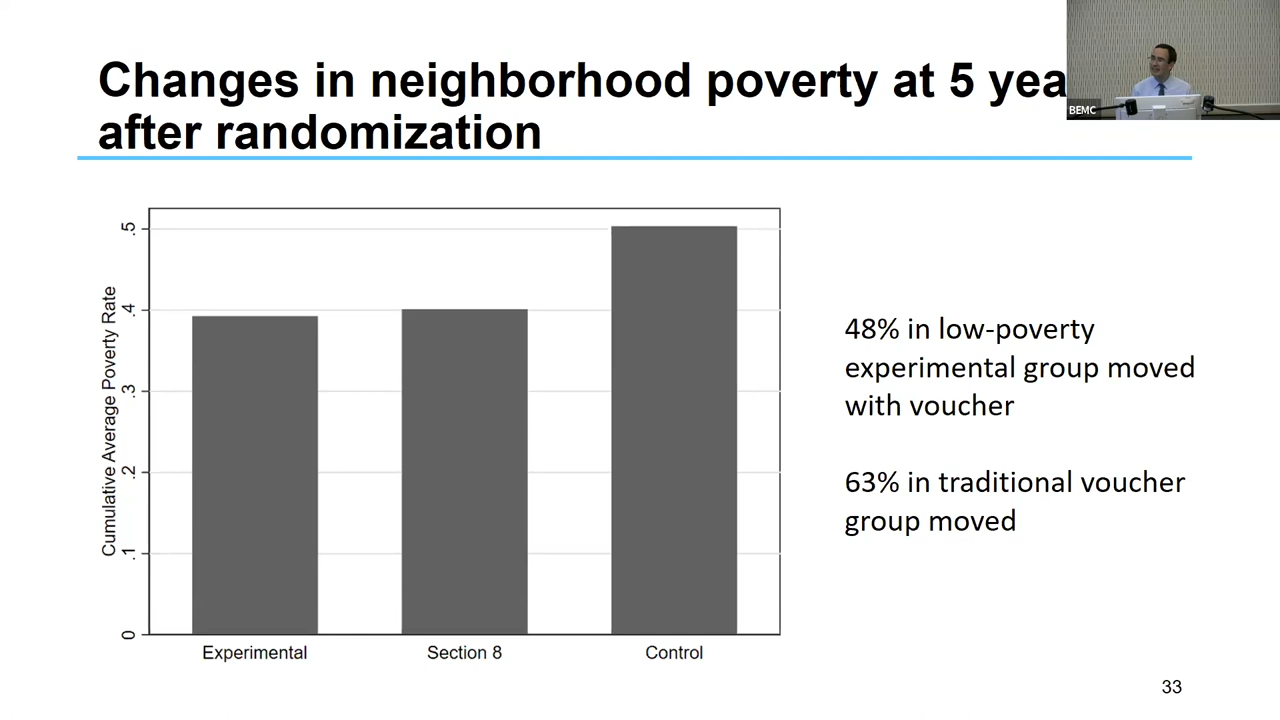 Changes in neighborhood poverty at 5 yea
after randomization
BEMC
Cumulative Average Poverty Rate
.5
.4
.3
.2
.1
0
Experimental
Section 8
Control
48% in low-poverty
experimental group moved
with voucher
63% in traditional voucher
group moved
33